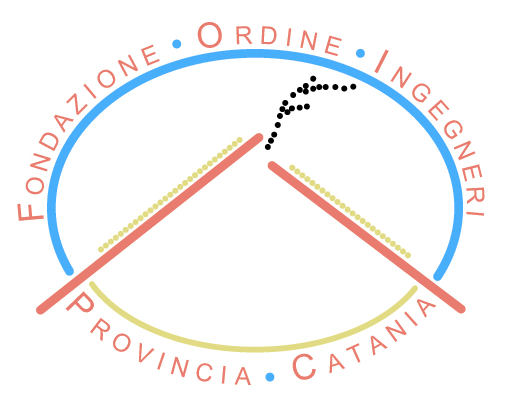 FONDAZIONE • ORDINE • INGEGNERI
PROVINCIA • CATANIA